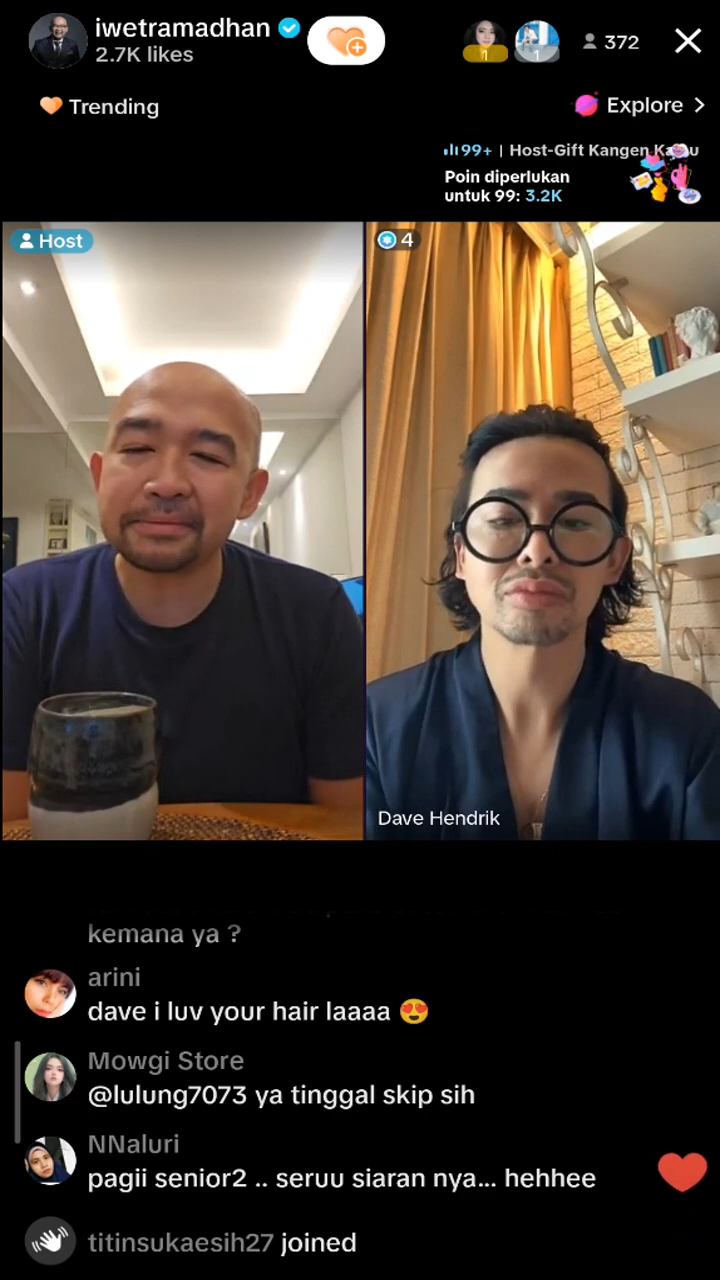 iwetramadhan
2.7K likes
1
1
372
Trending
Explore
99+ | Host-Gift Kangen
Poin diperlukan
untuk 99: 3.2K
Host
4
Dave Hendrik
kemana ya ?
arini
dave i luv your hair laaaa 😍
Mowgi Store
@lulung7073 ya tinggal skip sih
NNaluri
pagii senior2 .. seruu siaran nya... hehhee
titinsukaesih27 joined